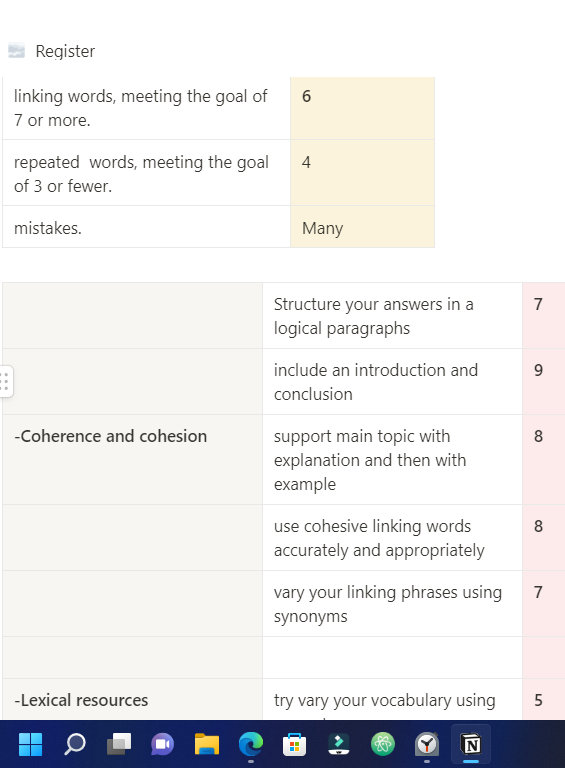 Register
linking words, meeting the goal of
7 or more.
6
repeated words, meeting the goal
of 3 or fewer.
4
mistakes.
Many
Structure your answers in a
logical paragraphs
7
include an introduction and
conclusion
9
-Coherence and cohesion
support main topic with
explanation and then with
example
8
use cohesive linking words
accurately and appropriately
8
vary your linking phrases using
synonyms
7
-Lexical resources
try vary your vocabulary using
5